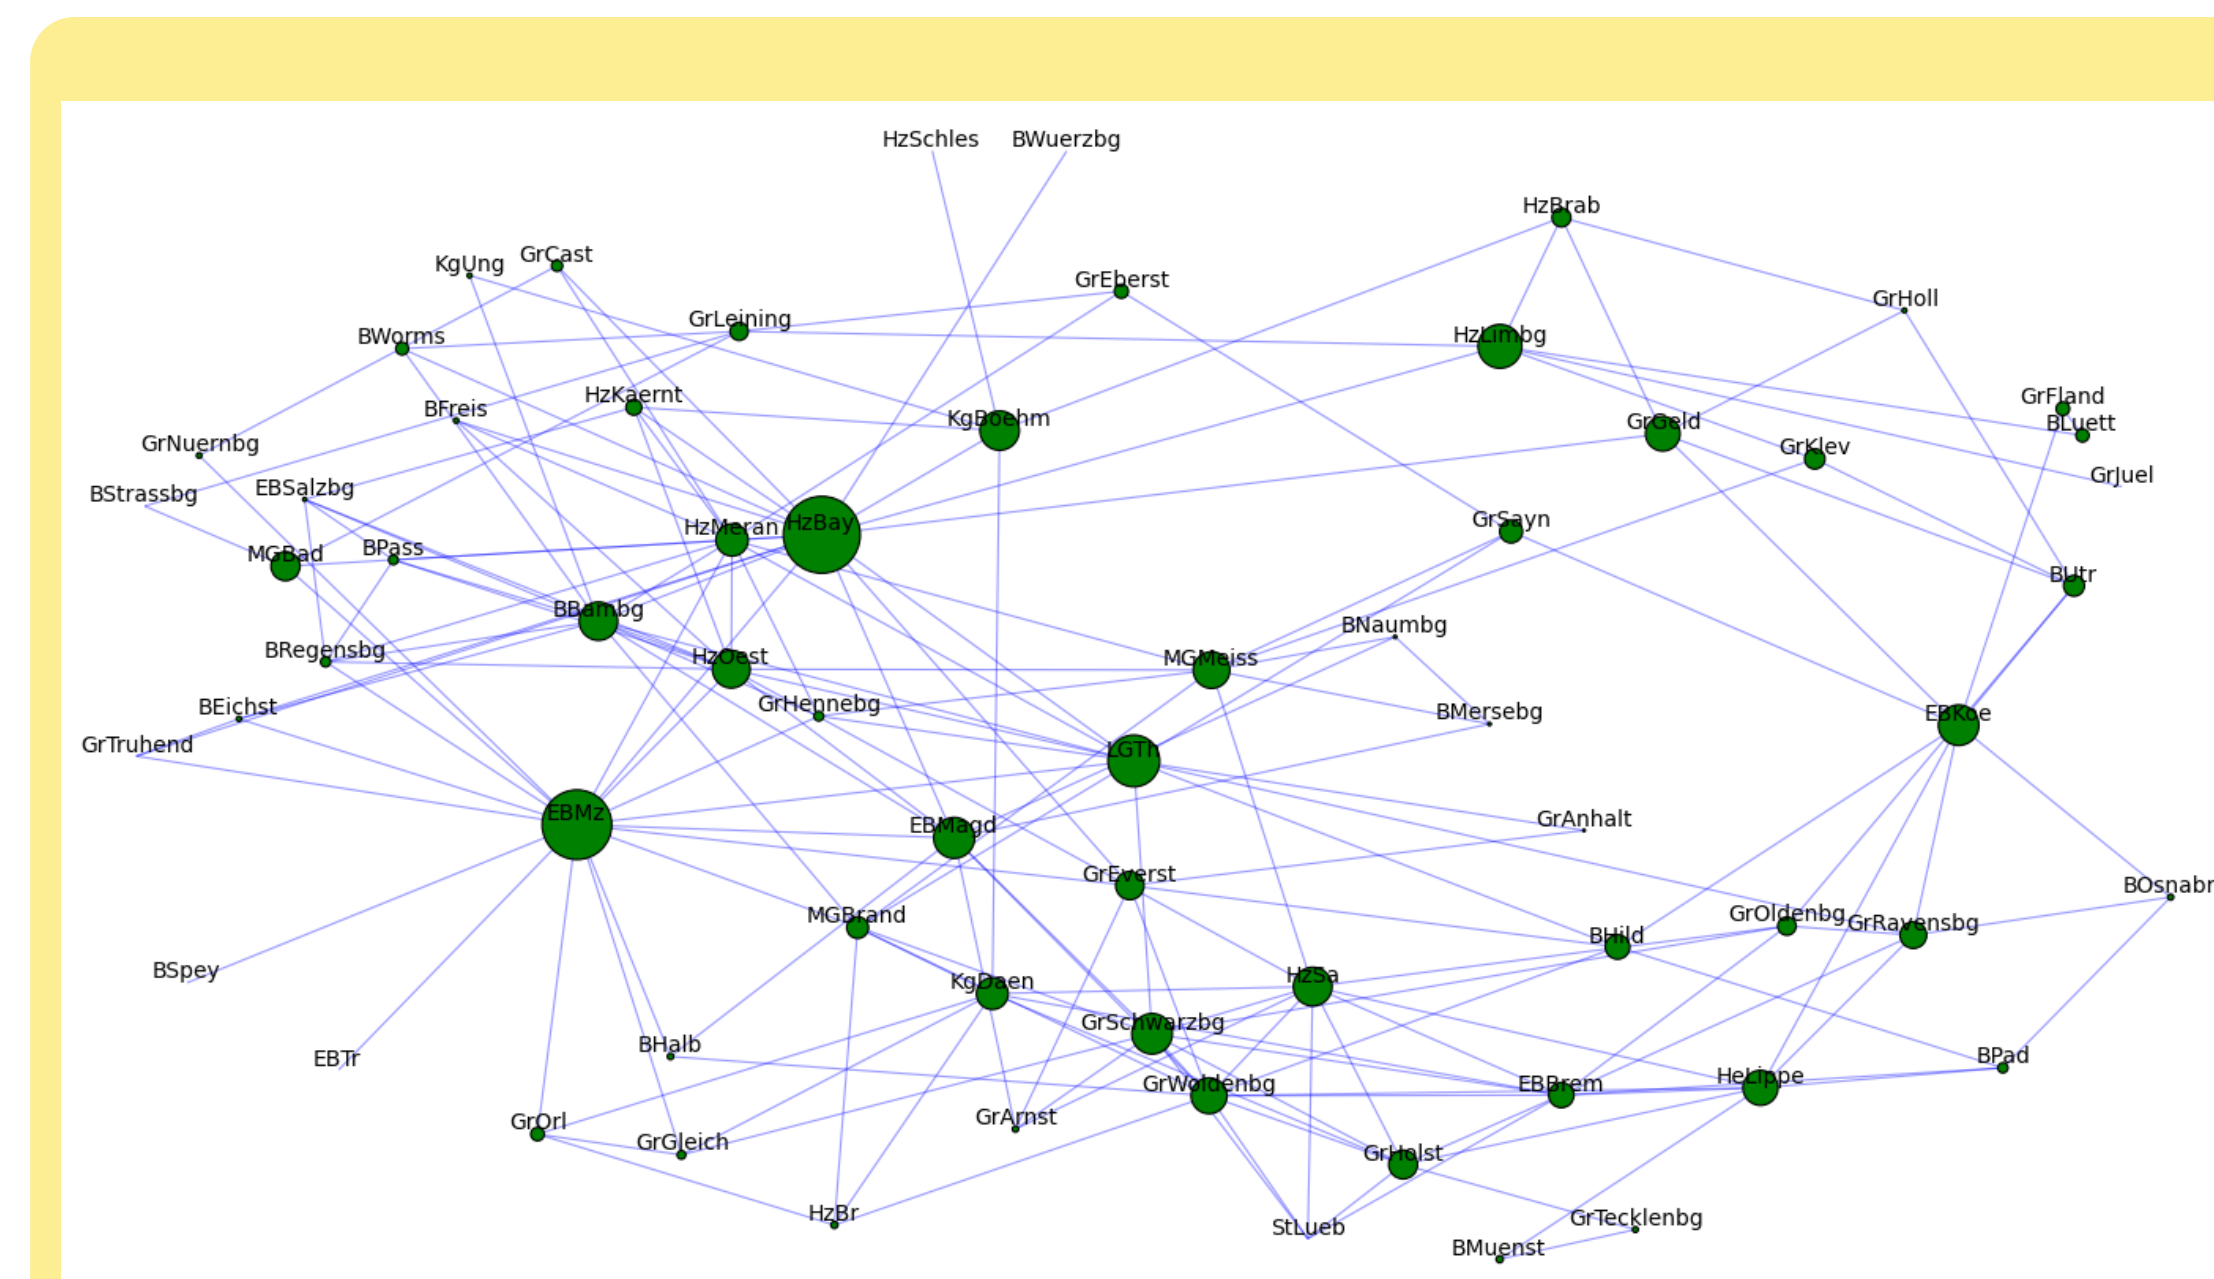 HzSchles
BWuerzbg
HzBrab
GrCast
KgUng
GrEberst
GrHoll
GrLeining
BWorms
HzLimbg
HzKaernt
GrFland
BFreis
KgBoehm
GrGeld
BLuett
GrNuernbg
GrKlev
GrJuel
BStrassbg
EBSalzbg
HzMeran
HzBay
GrSayn
MGBad
BPass
BUtr
BBambg
BNaumbg
BRegensbg
HzOest
MGMeiss
BEichst
GrHennebg
BMersebg
EBKoe
GrTruhend
LGTh
EBMz
EBMagd
GrAnhalt
GrEverst
BOsnabr
MGBrand
GrOldenbg
GrRavensbg
BHild
BSpey
KgDaen
HzSa
GrSchwarzbg
BHalb
EBTr
BPad
GrWoldenbg
EBBrem
HeLippe
GrOrl
GrArnst
GrGleich
GrHolst
HzBr
StLueb
GrTecklenbg
BMuenst